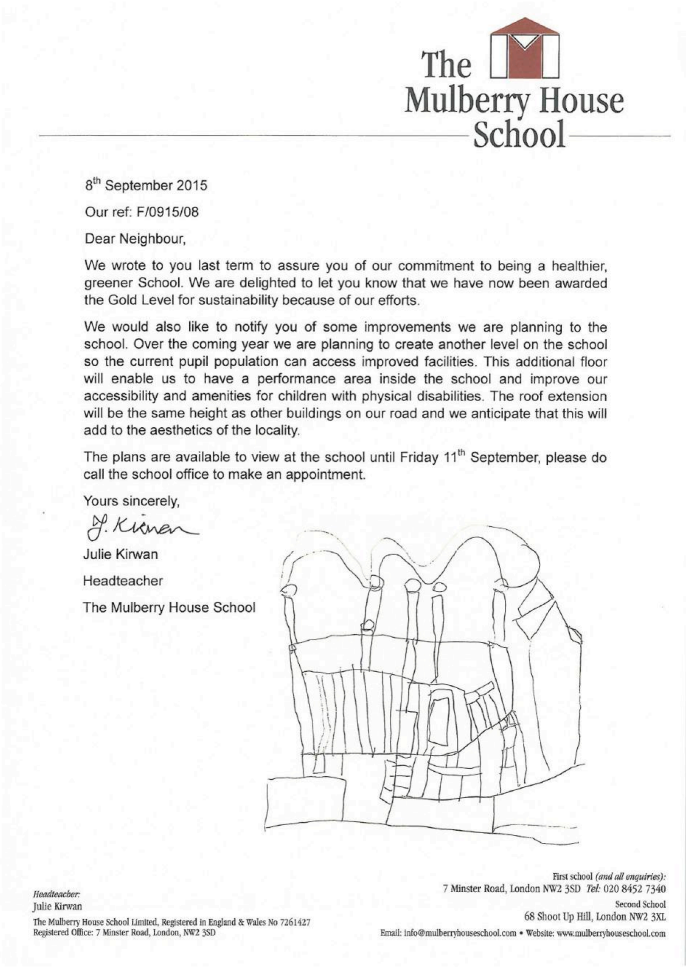 The
Mulberry House
School
8th September 2015
Our ref: F/0915/08
Dear Neighbour,
We wrote to you last term to assure you of our commitment to being a healthier,
greener School. We are delighted to let you know that we have now been awarded
the Gold Level for sustainability because of our efforts.
We would also like to notify you of some improvements we are planning to the
school. Over the coming year we are planning to create another level on the school
so the current pupil population can access improved facilities. This additional floor
will enable us to have a performance area inside the school and improve our
accessibility and amenities for children with physical disabilities. The roof extension
will be the same height as other buildings on our road and we anticipate that this will
add to the aesthetics of the locality.
The plans are available to view at the school until Friday 11th September, please do
call the school office to make an appointment.
Yours sincerely,
J. Kirwan
Julie Kirwan
Headteacher
The Mulberry House School
Headteacher:
Julie Kirwan
The Mulberry House School Limited, Registered in England & Wales No 7261427
Registered Office: 7 Minster Road, London, NW2 3SD
First school (and all enquiries):
7 Minster Road, London NW2 3SD Tel: 020 8452 7340
Second School
68 Shoot Up Hill, London NW2 3XL
Email: info@mulberryhouseschool.com • Website: www.mulberryhouseschool.com